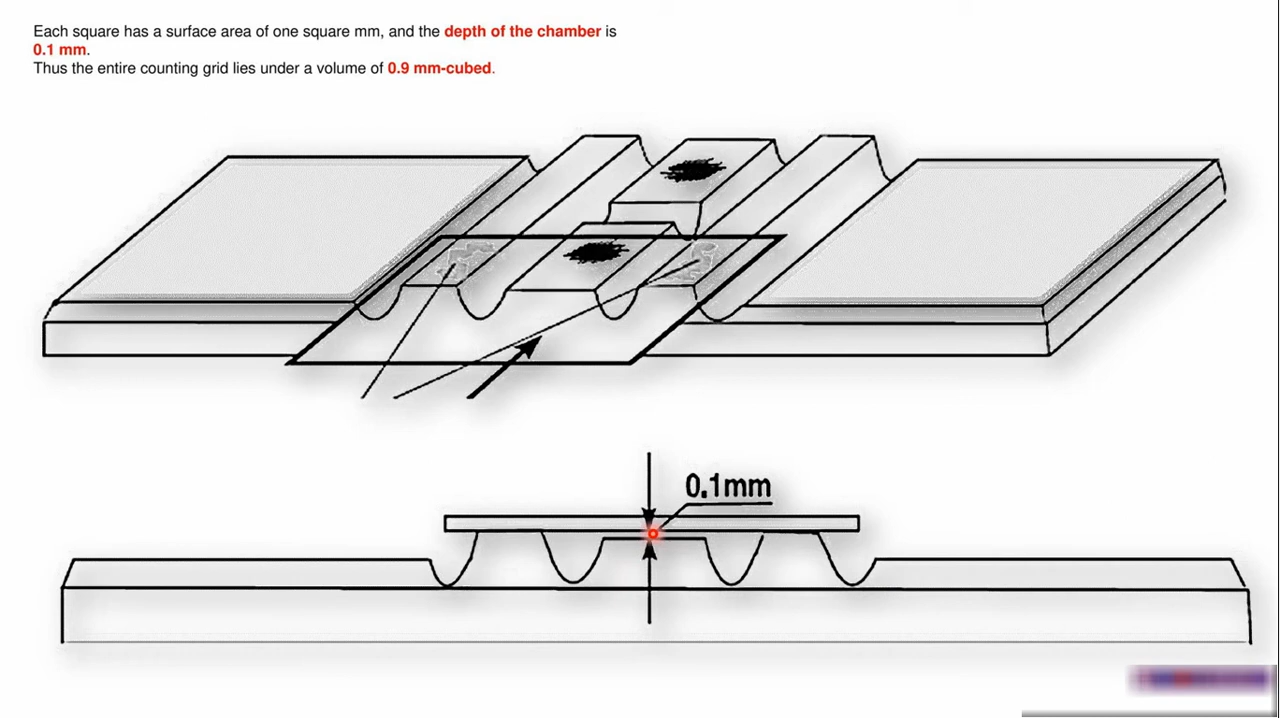 Each square has a surface area of one square mm, and the depth of the chamber is
0.1 mm.
Thus the entire counting grid lies under a volume of 0.9 mm-cubed.
0.1mm